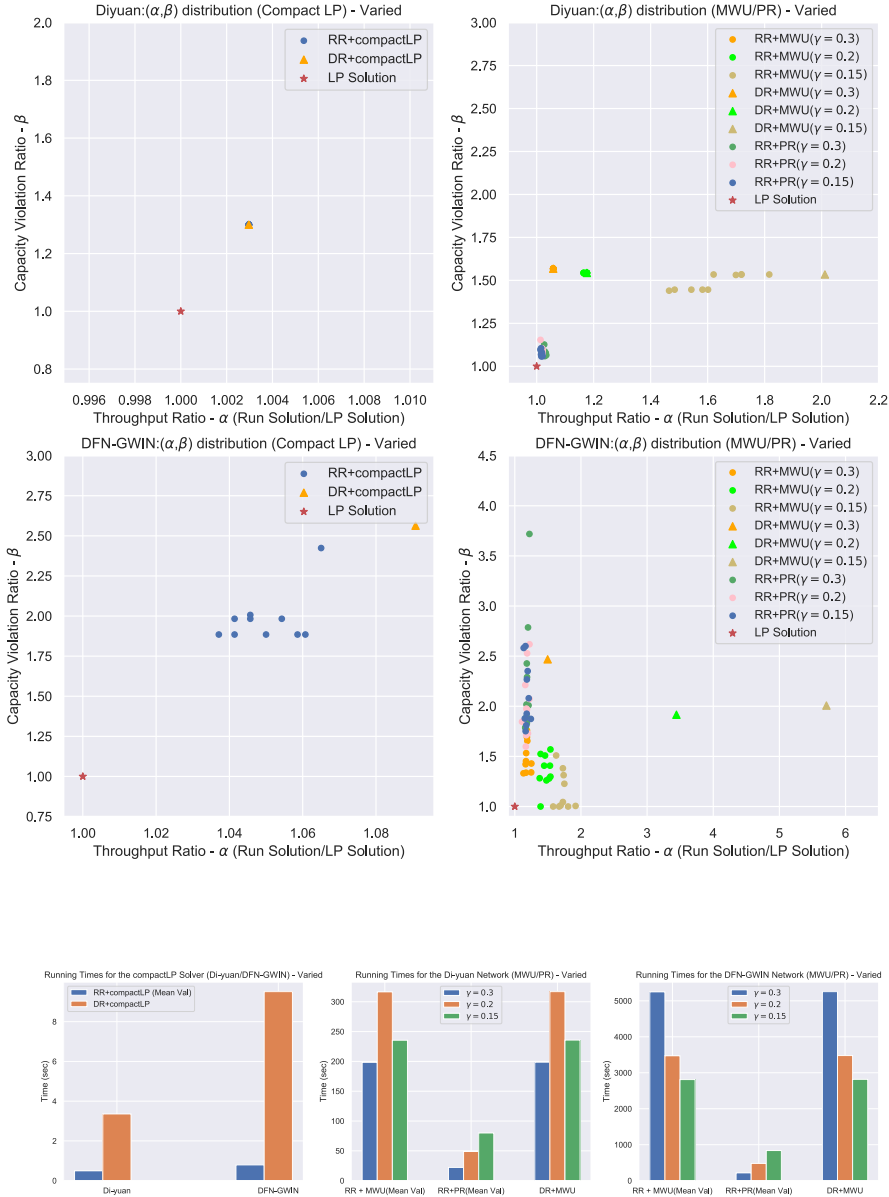 Diyuan:(α,β) distribution (Compact LP) - Varied
2.0
1.8
1.6
1.4
1.2
1.0
0.8
Capacity Violation Ratio - β
RR+compactLP
DR+compactLP
LP Solution
0.996 0.998 1.000 1.002 1.004 1.006 1.008 1.010
Throughput Ratio - α (Run Solution/LP Solution)
Diyuan:(α,β) distribution (MWU/PR) - Varied
3.00
2.75
2.50
2.25
2.00
1.75
1.50
1.25
1.00
Capacity Violation Ratio - β
RR+MWU(γ = 0.3)
RR+MWU(γ = 0.2)
RR+MWU(γ = 0.15)
DR+MWU(γ = 0.3)
DR+MWU(γ = 0.2)
DR+MWU(γ = 0.15)
RR+PR(γ = 0.3)
RR+PR(γ = 0.2)
RR+PR(γ = 0.15)
LP Solution
1.0 1.2 1.4 1.6 1.8 2.0 2.2
Throughput Ratio - α (Run Solution/LP Solution)
DFN-GWIN:(α,β) distribution (Compact LP) - Varied
3.00
2.75
2.50
2.25
2.00
1.75
1.50
1.25
1.00
0.75
Capacity Violation Ratio - β
RR+compactLP
DR+compactLP
LP Solution
1.00 1.02 1.04 1.06 1.08
Throughput Ratio - α (Run Solution/LP Solution)
DFN-GWIN:(α,β) distribution (MWU/PR) - Varied
4.5
4.0
3.5
3.0
2.5
2.0
1.5
1.0
Capacity Violation Ratio - β
RR+MWU(γ = 0.3)
RR+MWU(γ = 0.2)
RR+MWU(γ = 0.15)
DR+MWU(γ = 0.3)
DR+MWU(γ = 0.2)
DR+MWU(γ = 0.15)
RR+PR(γ = 0.3)
RR+PR(γ = 0.2)
RR+PR(γ = 0.15)
LP Solution
1 2 3 4 5 6
Throughput Ratio - α (Run Solution/LP Solution)
Running Times for the compactLP Solver (Di-yuan/DFN-GWIN) - Varied
RR+compactLP (Mean Val)
DR+compactLP
8
6
4
2
0
Time (sec)
Di-yuan DFN-GWIN
Running Times for the Di-yuan Network (MWU/PR) - Varied
γ = 0.3
γ = 0.2
γ = 0.15
300
250
200
150
100
50
0
Time (sec)
RR + MWU(Mean Val) RR+PR(Mean Val) DR+MWU
Running Times for the DFN-GWIN Network (MWU/PR) - Varied
γ = 0.3
γ = 0.2
γ = 0.15
5000
4000
3000
2000
1000
0
Time (sec)
RR + MWU(Mean Val) RR+PR(Mean Val) DR+MWU